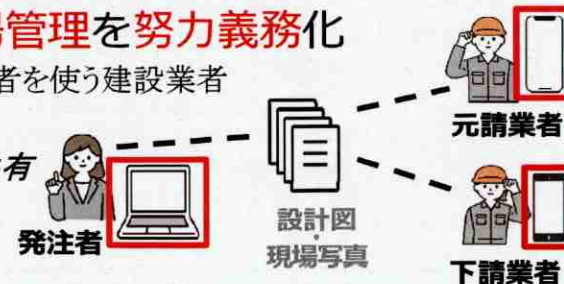 場管理を努力義務化
者を使う建設業者
有
発注者
設計図
・
現場写真
元請業者
下請業者